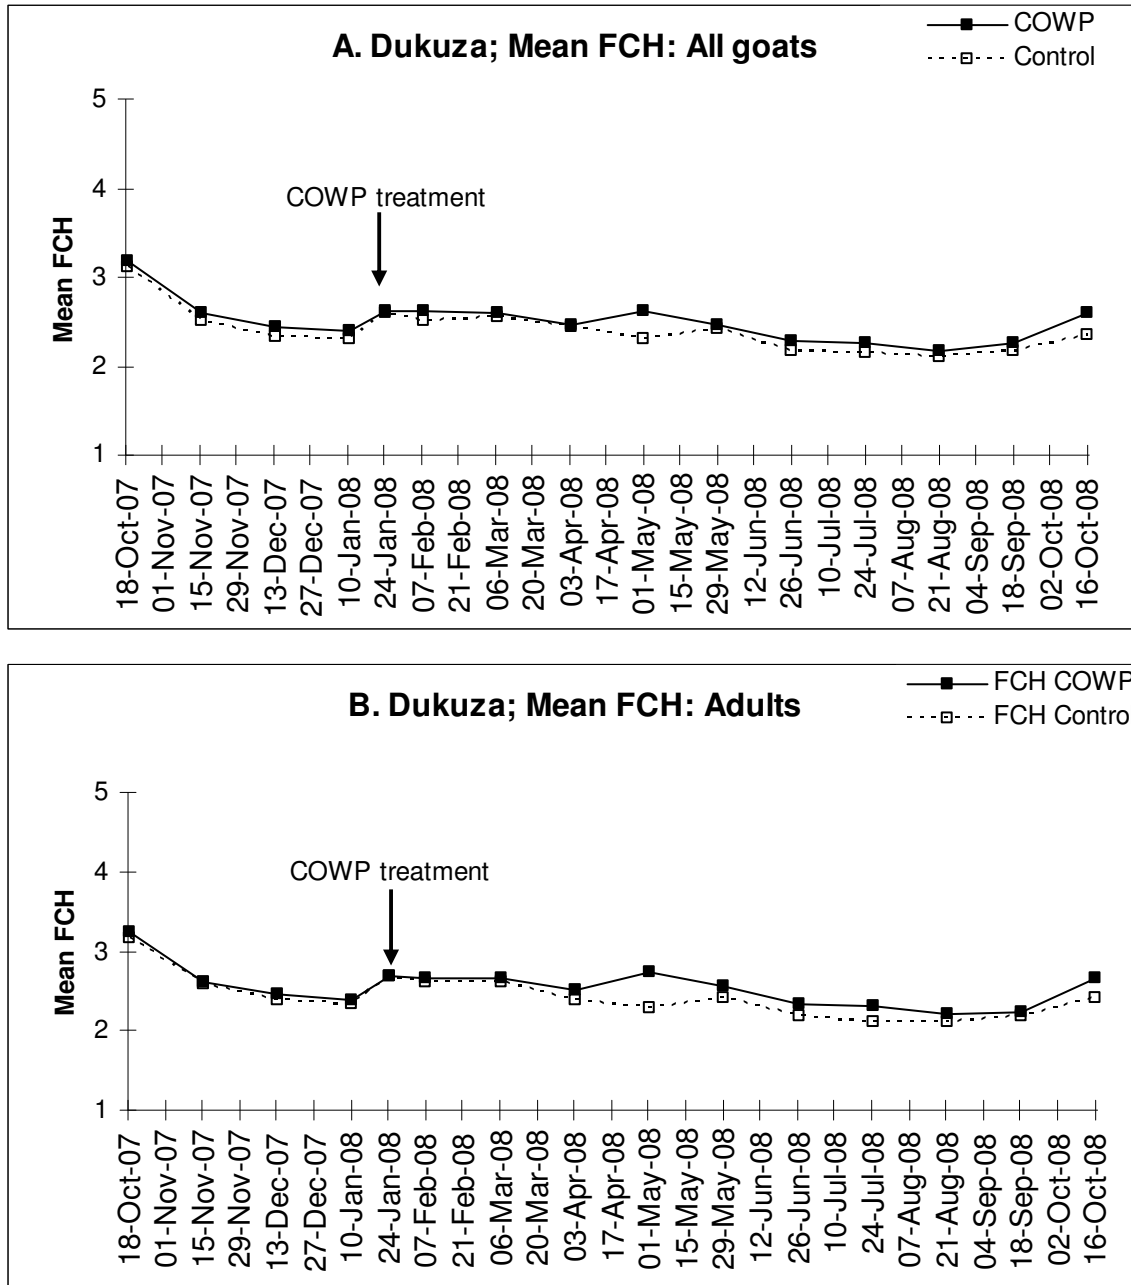 A. Dukuza; Mean FCH: All goats
COWP
Control
COWP treatment
Mean FCH
5
4
3
2
1
18-Oct-07
01-Nov-07
15-Nov-07
29-Nov-07
13-Dec-07
27-Dec-07
10-Jan-08
24-Jan-08
07-Feb-08
21-Feb-08
06-Mar-08
20-Mar-08
03-Apr-08
17-Apr-08
01-May-08
15-May-08
29-May-08
12-Jun-08
26-Jun-08
10-Jul-08
24-Jul-08
07-Aug-08
21-Aug-08
04-Sep-08
18-Sep-08
02-Oct-08
16-Oct-08
B. Dukuza; Mean FCH: Adults
FCH COWP
FCH Control
COWP treatment
Mean FCH
5
4
3
2
1
18-Oct-07
01-Nov-07
15-Nov-07
29-Nov-07
13-Dec-07
27-Dec-07
10-Jan-08
24-Jan-08
07-Feb-08
21-Feb-08
06-Mar-08
20-Mar-08
03-Apr-08
17-Apr-08
01-May-08
15-May-08
29-May-08
12-Jun-08
26-Jun-08
10-Jul-08
24-Jul-08
07-Aug-08
21-Aug-08
04-Sep-08
18-Sep-08
02-Oct-08
16-Oct-08